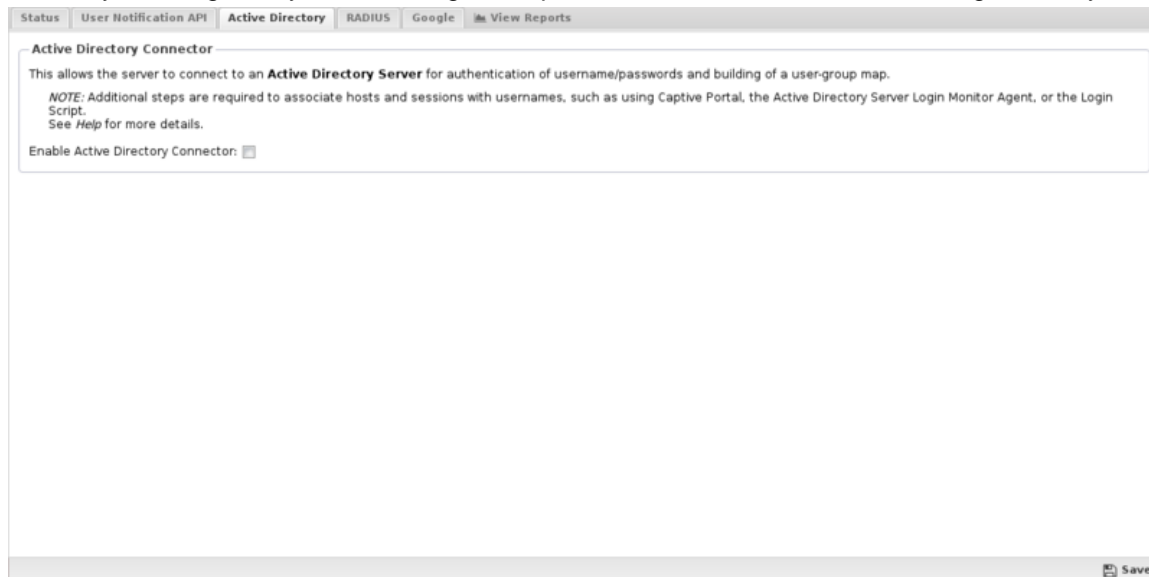 Status User Notification API Active Directory RADIUS Google View Reports
Active Directory Connector
This allows the server to connect to an Active Directory Server for authentication of username/passwords and building of a user-group map.
NOTE: Additional steps are required to associate hosts and sessions with usernames, such as using Captive Portal, the Active Directory Server Login Monitor Agent, or the Login
Script.
See Help for more details.
Enable Active Directory Connector:
Save